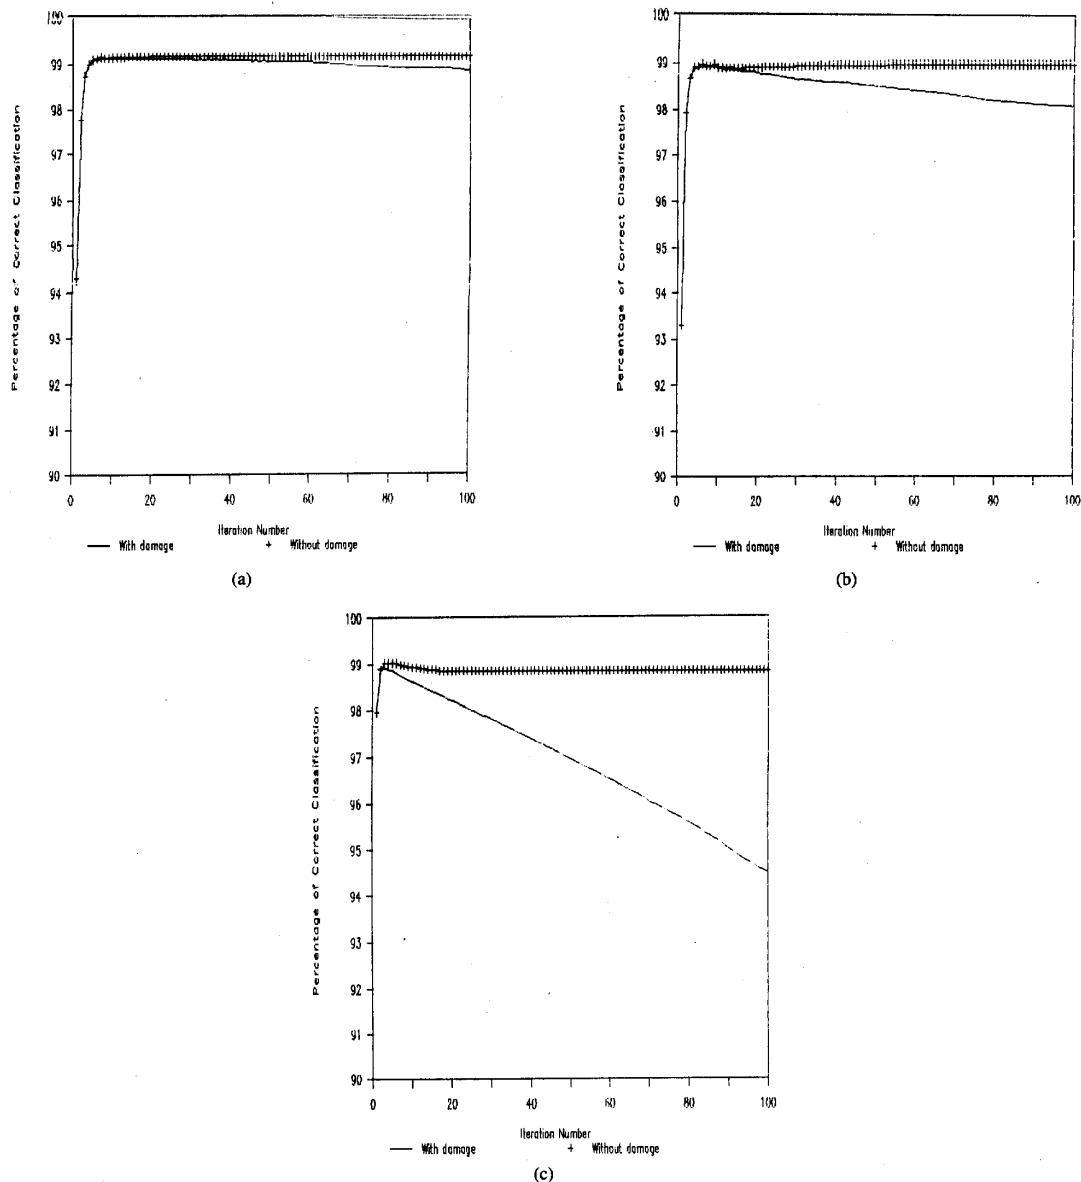 100
99
98
97
96
95
94
93
92
91
90
Percentage of Correct Classification
0 20 40 60 80 100
Iteration Number
With damage + Without damage
(a)
100
99
98
97
96
95
94
93
92
91
90
Percentage of Correct Classification
0 20 40 60 80 100
Iteration Number
With damage + Without damage
(b)
100
99
98
97
96
95
94
93
92
91
90
Percentage of Correct Classification
0 20 40 60 80 100
Iteration Number
With damage + Without damage
(c)